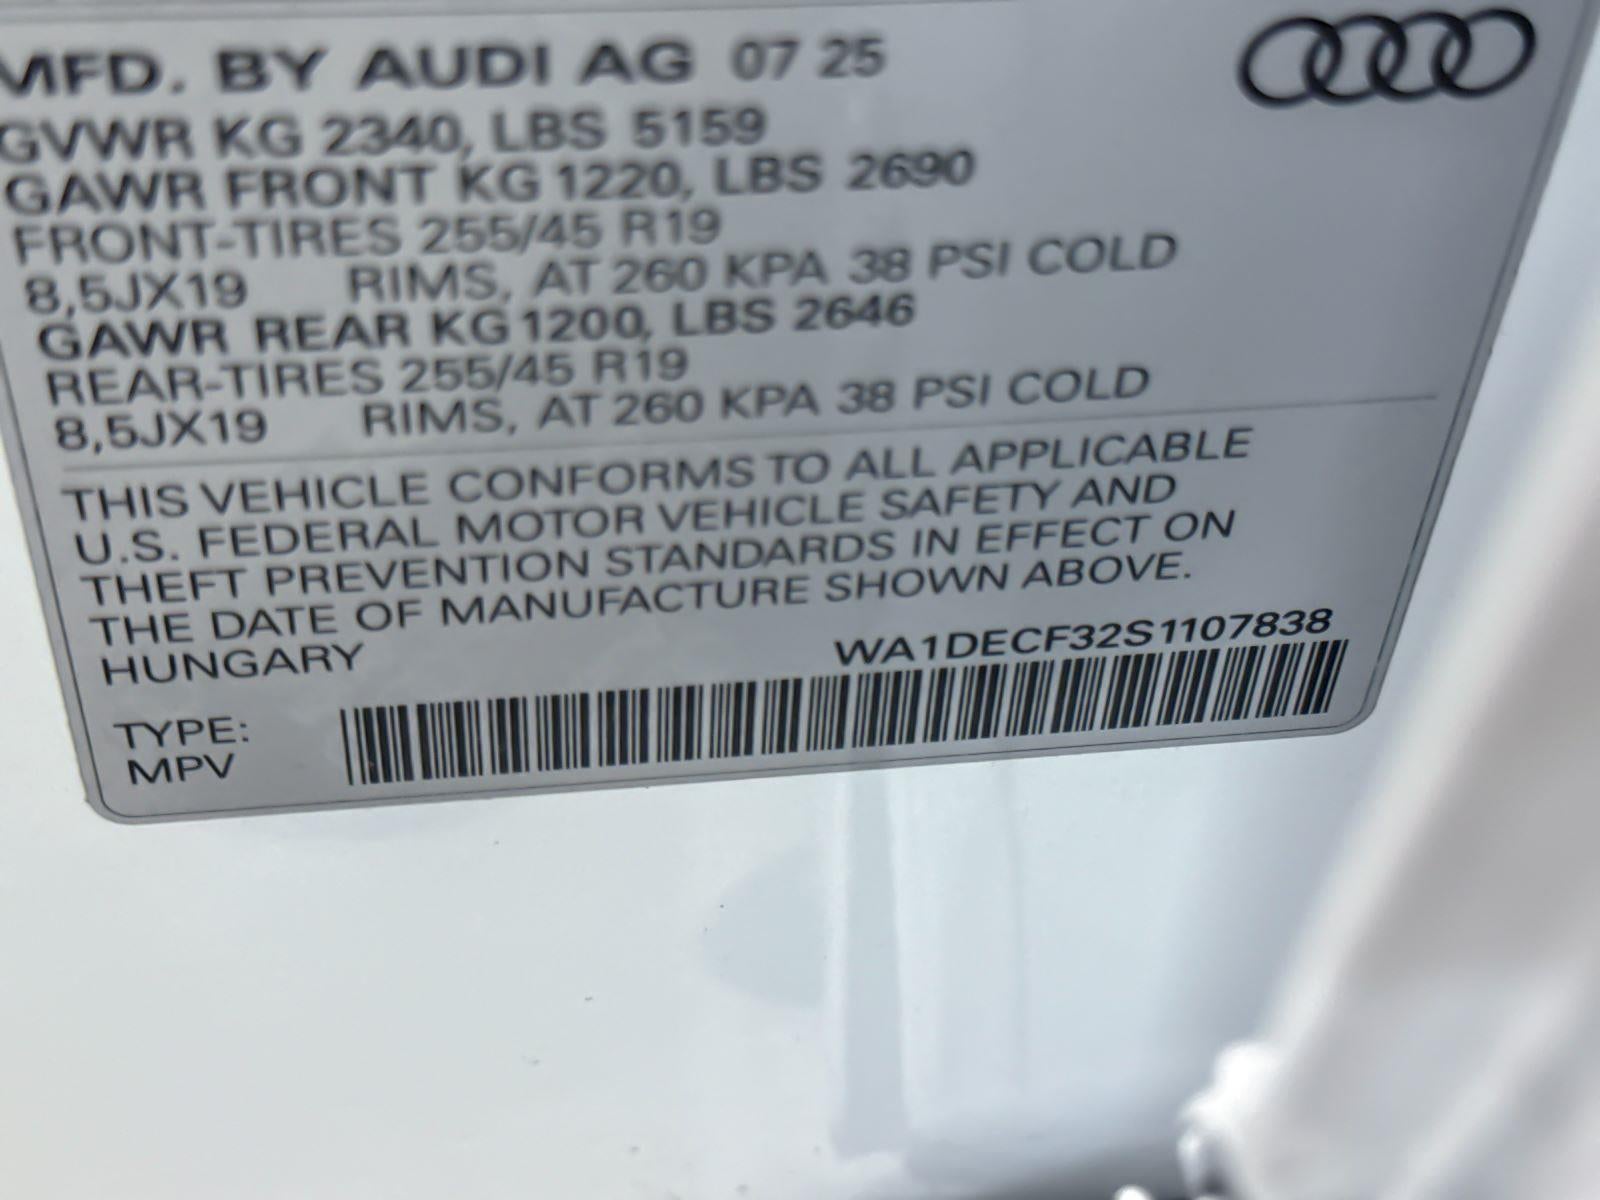 MFD. BY AUDI AG 07 25
GVWR KG 2340, LBS 5159
GAWR FRONT KG 1220, LBS 2690
FRONT-TIRES 255/45 R19
8,5JX19 RIMS, AT 260 KPA 38 PSI COLD
GAWR REAR KG 1200, LBS 2646
REAR-TIRES 255/45 R19
8,5JX19 RIMS, AT 260 KPA 38 PSI COLD
THIS VEHICLE CONFORMS TO ALL APPLICABLE
U.S. FEDERAL MOTOR VEHICLE SAFETY AND
THEFT PREVENTION STANDARDS IN EFFECT ON
THE DATE OF MANUFACTURE SHOWN ABOVE.
HUNGARY WA1DECF32S1107838
TYPE:
MPV